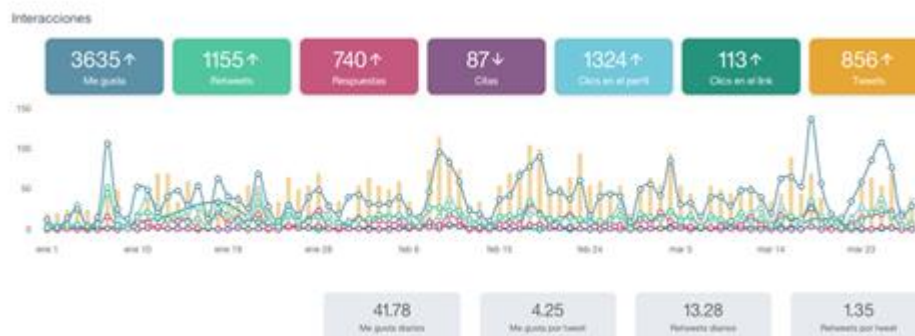 Interacciones
3635↑ 1155↑ 740↑ 87↓ 1324↑ 113↑ 856↑
Me gusta Retweets Respuestas Citas Clics en el perfil Clics en el link Tweets
150
100
50
0
ene 1 ene 10 ene 19 ene 28 feb 6 feb 15 feb 24 mar 5 mar 14 mar 23
41.78 4.25 13.28 1.35
Me gusta diarios Me gusta por tweet Retweets diarios Retweets por tweet